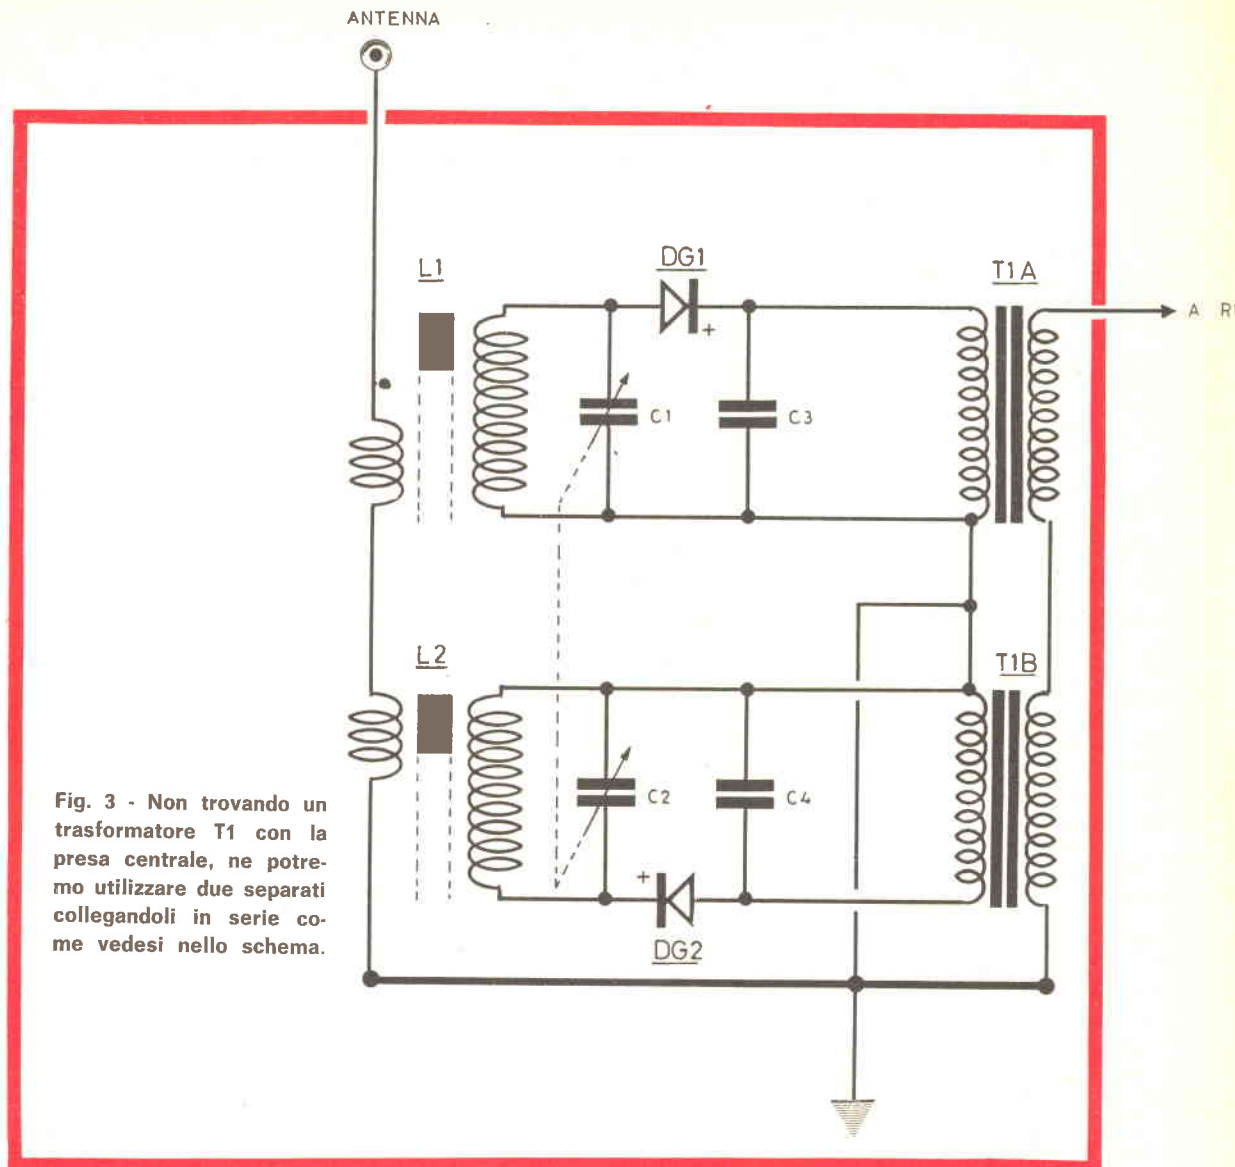 ANTENNA
L1
DG1
T1A
+
A
C1
C3
L2
T1B
C2
C4
+
DG2
Fig. 3 - Non trovando un
trasformatore T1 con la
presa centrale, ne potre-
mo utilizzare due separati
collegandoli in serie co-
me vedesi nello schema.